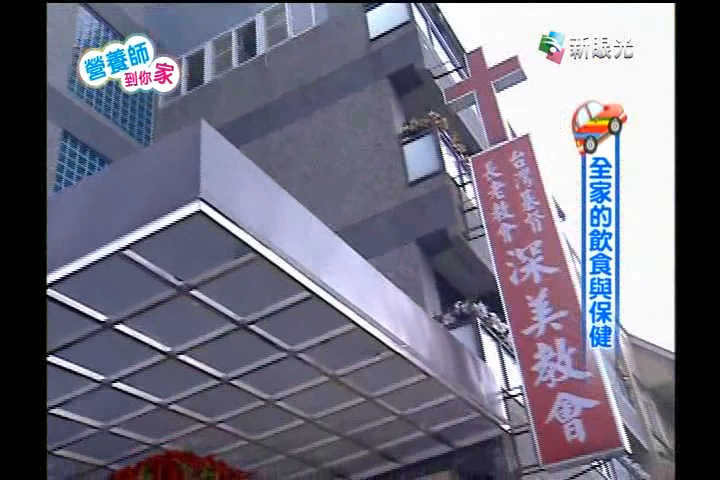 營養師
到你家
新眼光
全家的飲食與保健
台灣基督
長老教會
深美教會